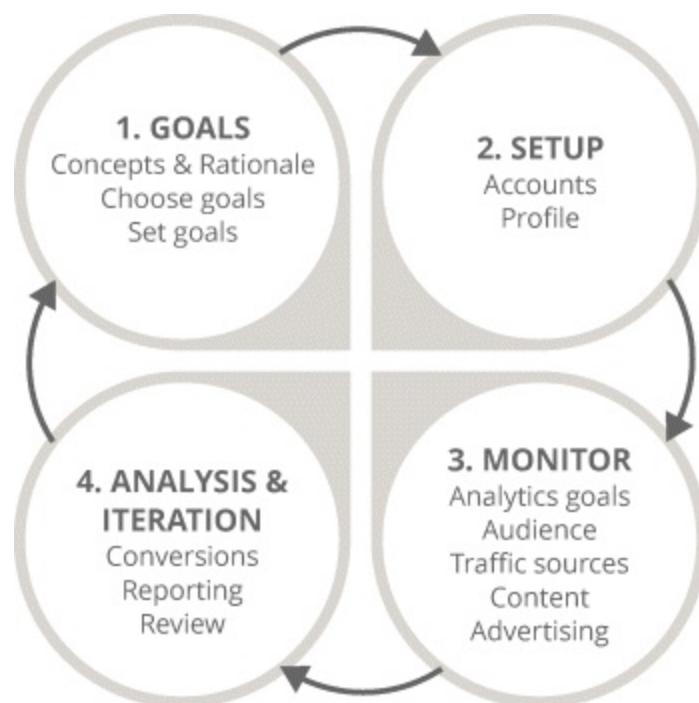 1. GOALS
Concepts & Rationale
Choose goals
Set goals
2. SETUP
Accounts
Profile
3. MONITOR
Analytics goals
Audience
Traffic sources
Content
Advertising
4. ANALYSIS &
ITERATION
Conversions
Reporting
Review